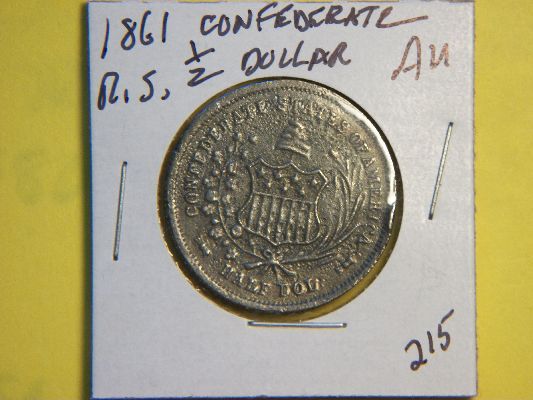 1861 CONFEDERATE
R.S. 1/2 DOLLAR
AU
CONFEDERATE STATES OF AMERICA
HALF DOL.
215